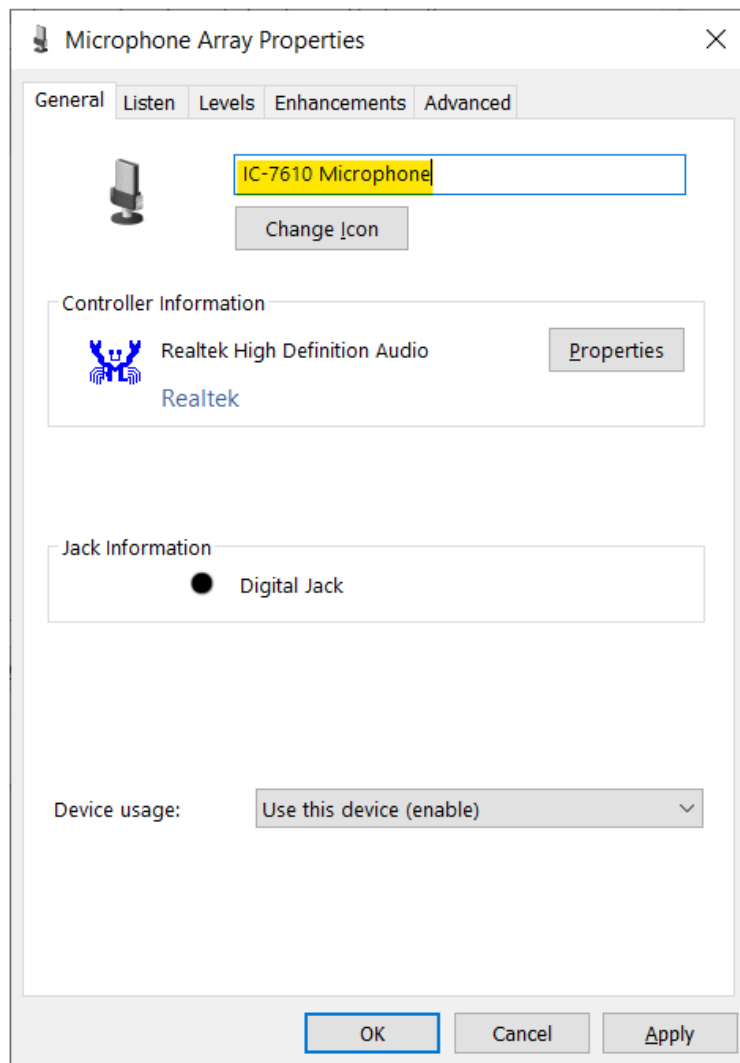 Microphone Array Properties
General Listen Levels Enhancements Advanced
IC-7610 Microphone
Change Icon
Controller Information
Realtek High Definition Audio
Properties
Realtek
Jack Information
Digital Jack
Device usage: Use this device (enable)
OK Cancel Apply